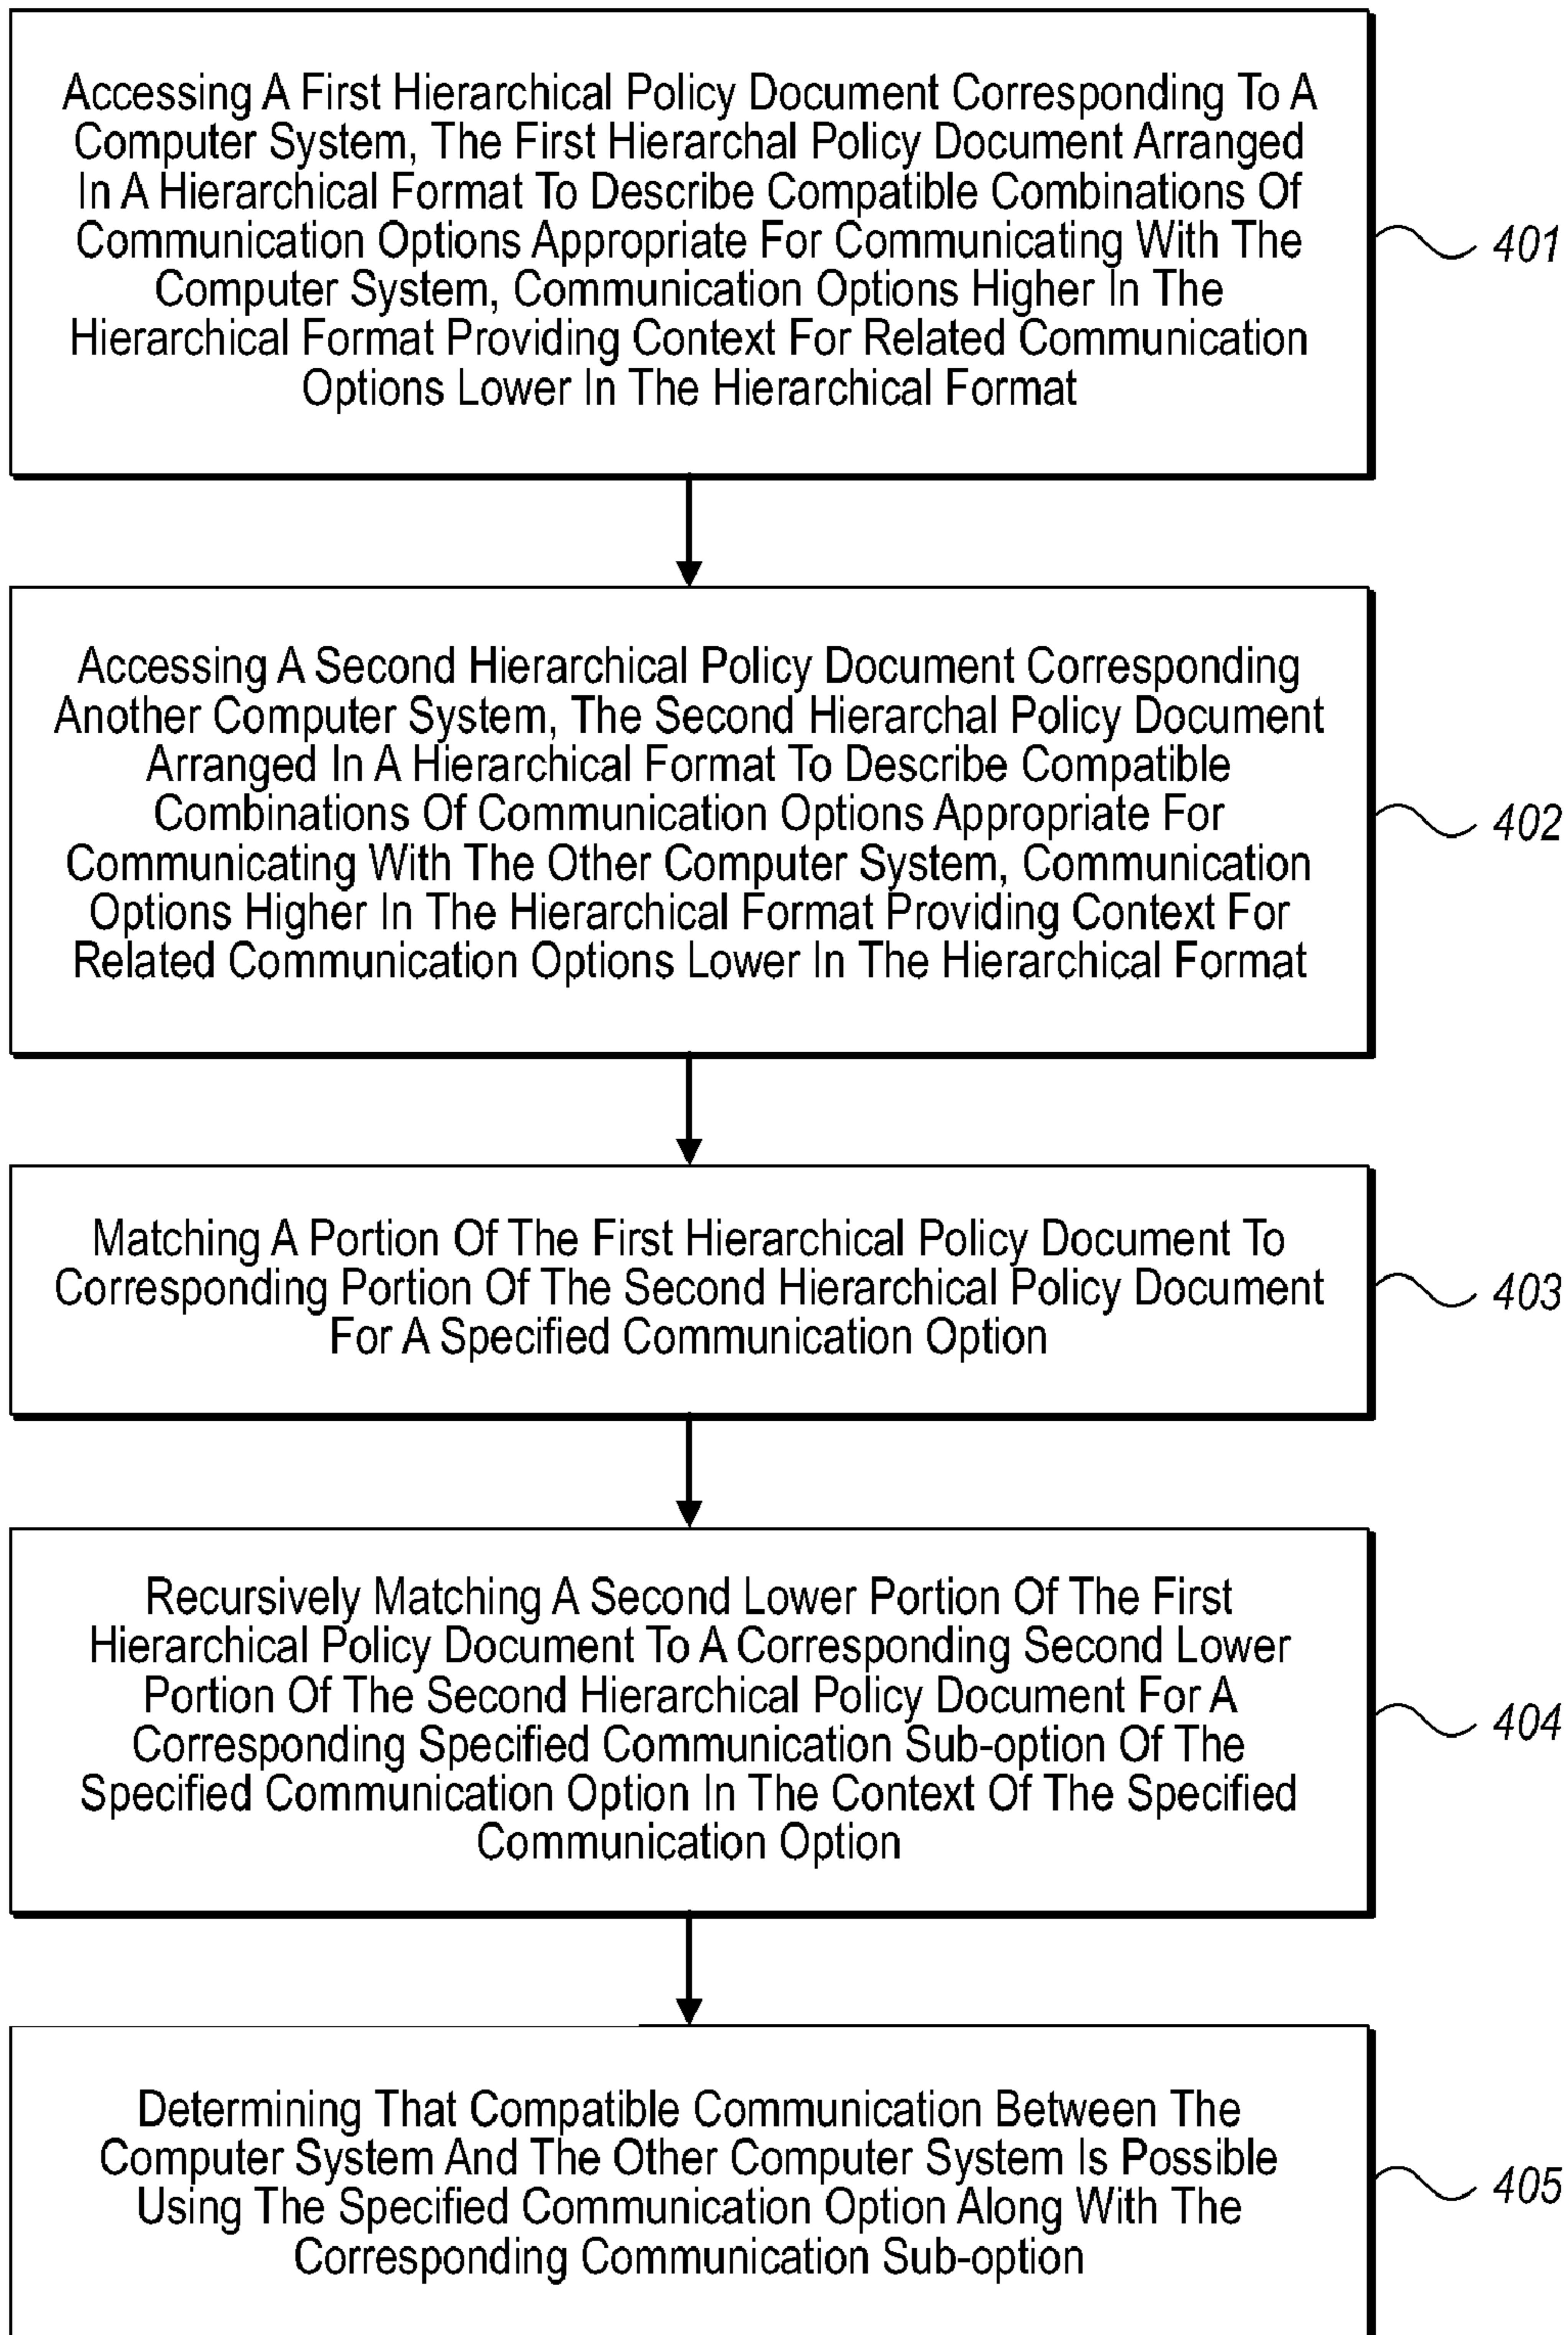 Accessing A First Hierarchical Policy Document Corresponding To A
Computer System, The First Hierarchal Policy Document Arranged
In A Hierarchical Format To Describe Compatible Combinations Of
Communication Options Appropriate For Communicating With The
Computer System, Communication Options Higher In The
Hierarchical Format Providing Context For Related Communication
Options Lower In The Hierarchical Format
401
Accessing A Second Hierarchical Policy Document Corresponding
Another Computer System, The Second Hierarchal Policy Document
Arranged In A Hierarchical Format To Describe Compatible
Combinations Of Communication Options Appropriate For
Communicating With The Other Computer System, Communication
Options Higher In The Hierarchical Format Providing Context For
Related Communication Options Lower In The Hierarchical Format
402
Matching A Portion Of The First Hierarchical Policy Document To
Corresponding Portion Of The Second Hierarchical Policy Document
For A Specified Communication Option
403
Recursively Matching A Second Lower Portion Of The First
Hierarchical Policy Document To A Corresponding Second Lower
Portion Of The Second Hierarchical Policy Document For A
Corresponding Specified Communication Sub-option Of The
Specified Communication Option In The Context Of The Specified
Communication Option
404
Determining That Compatible Communication Between The
Computer System And The Other Computer System Is Possible
Using The Specified Communication Option Along With The
Corresponding Communication Sub-option
405